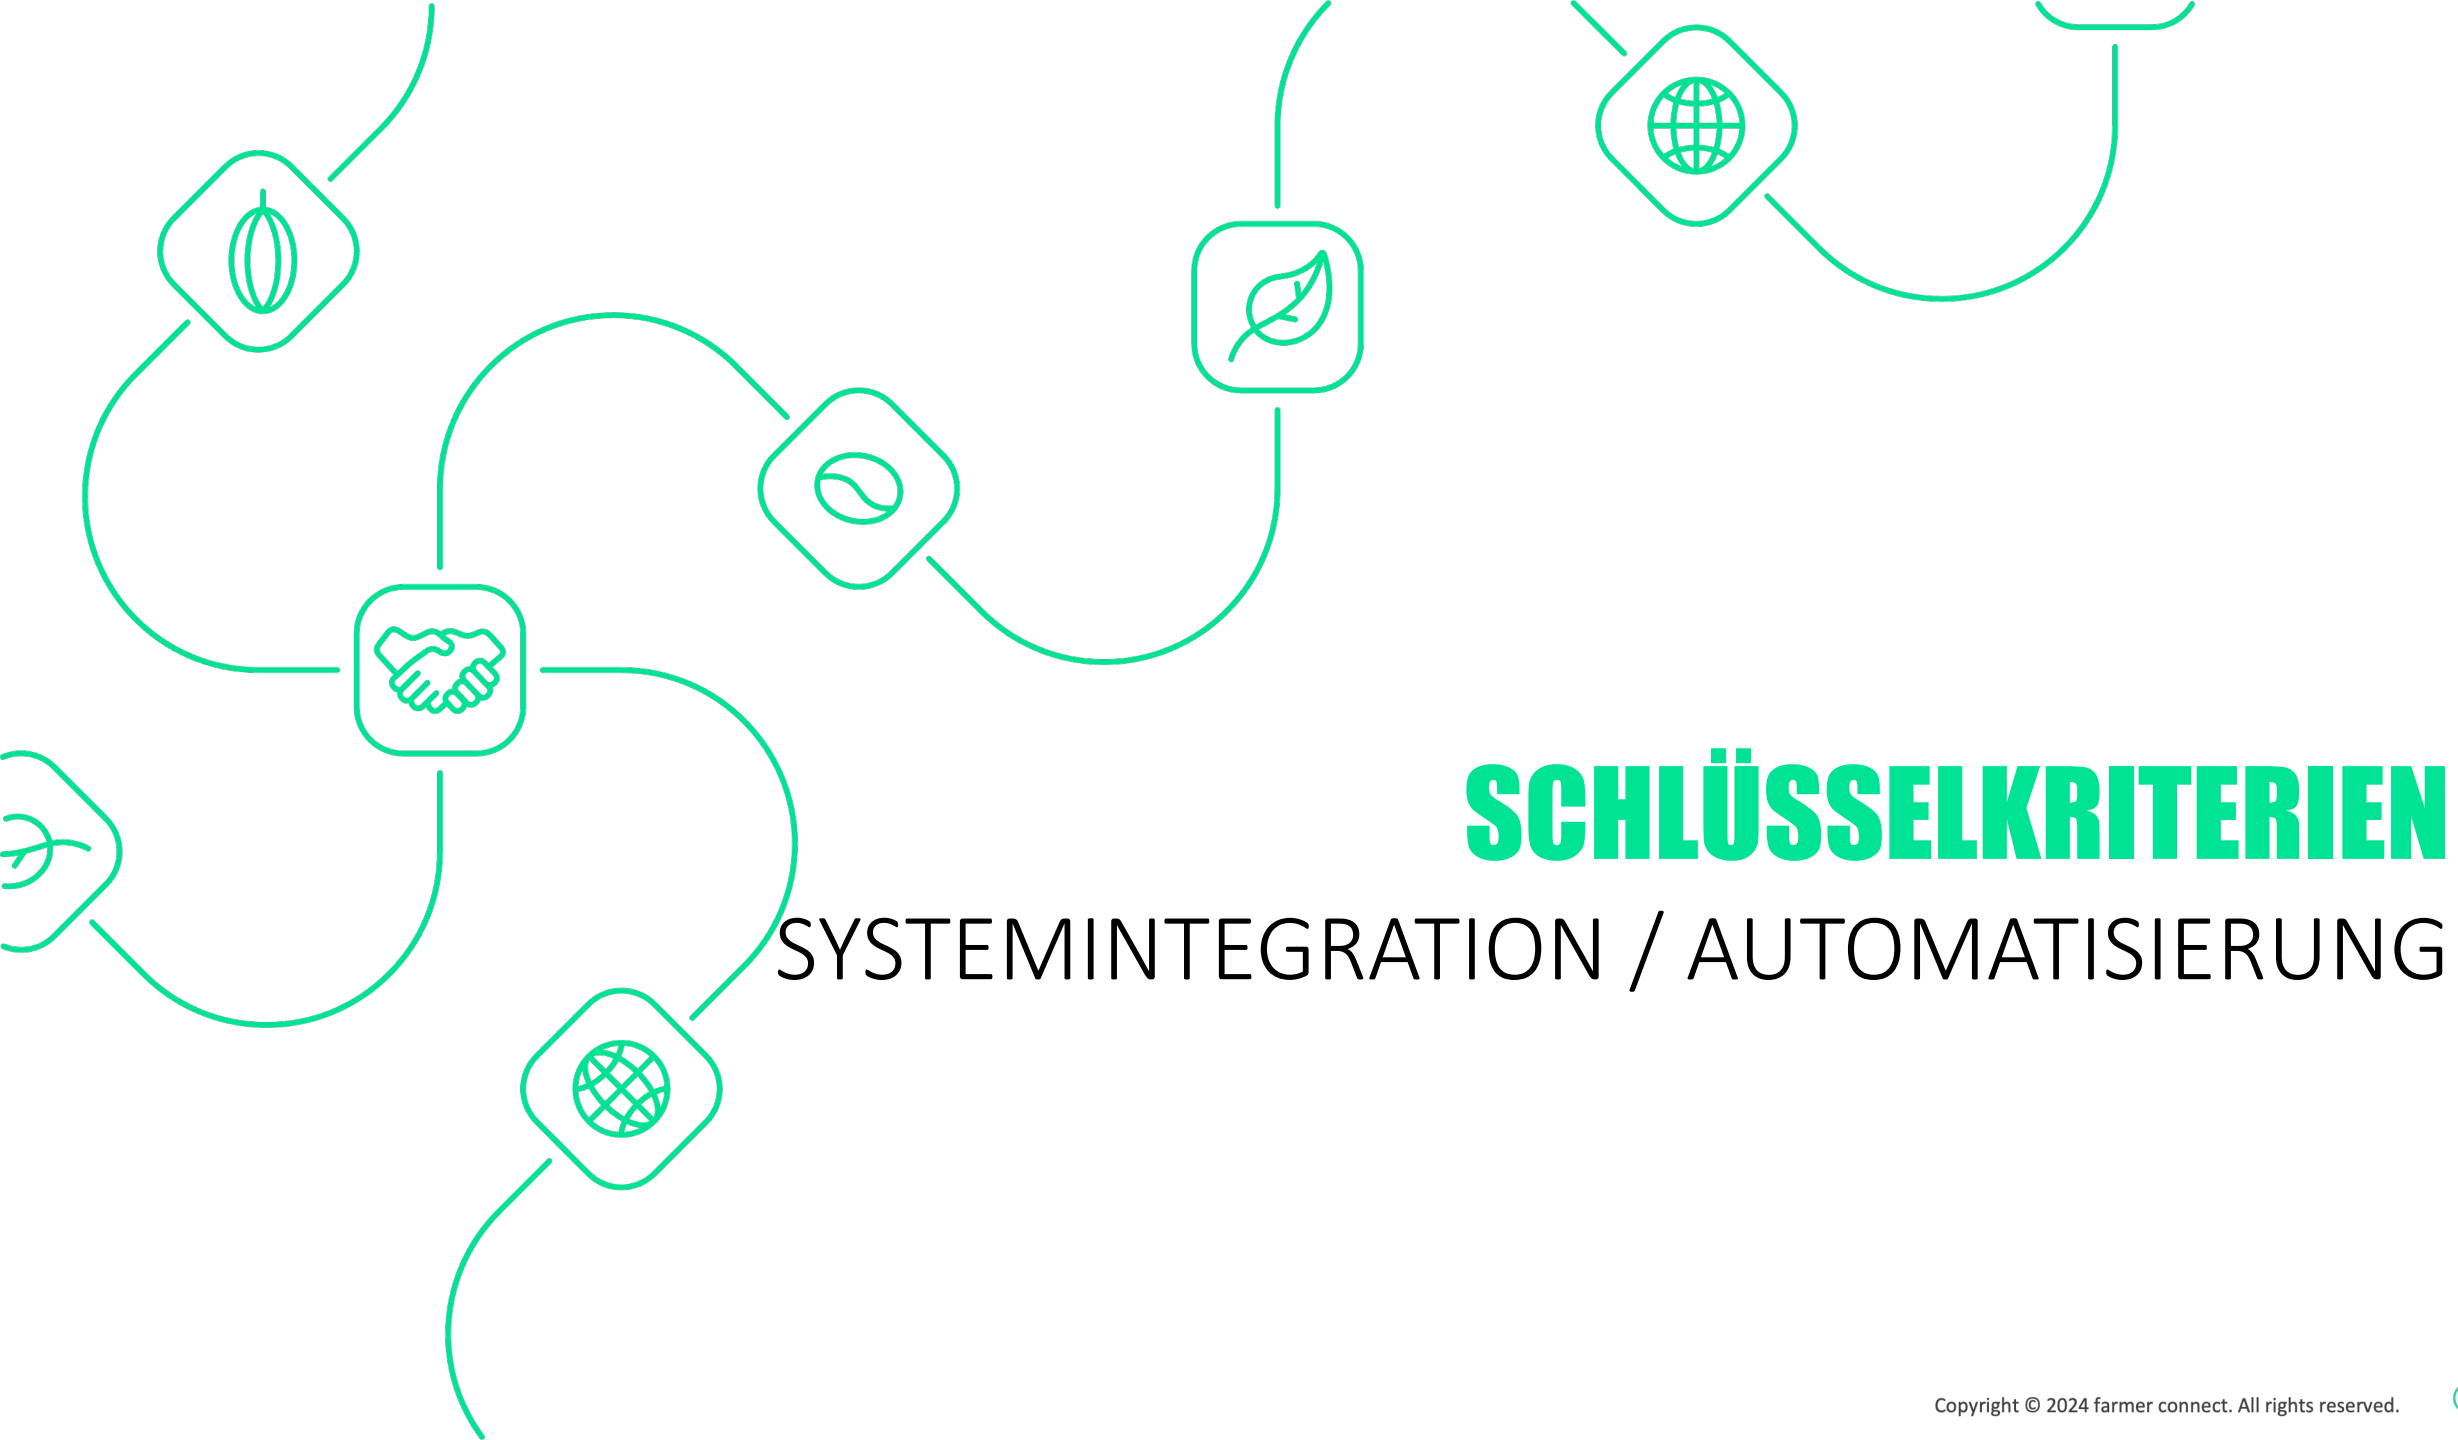 SCHLÜSSELKRITERIEN
SYSTEMINTEGRATION / AUTOMATISIERUNG
Copyright © 2024 farmer connect. All rights reserved.